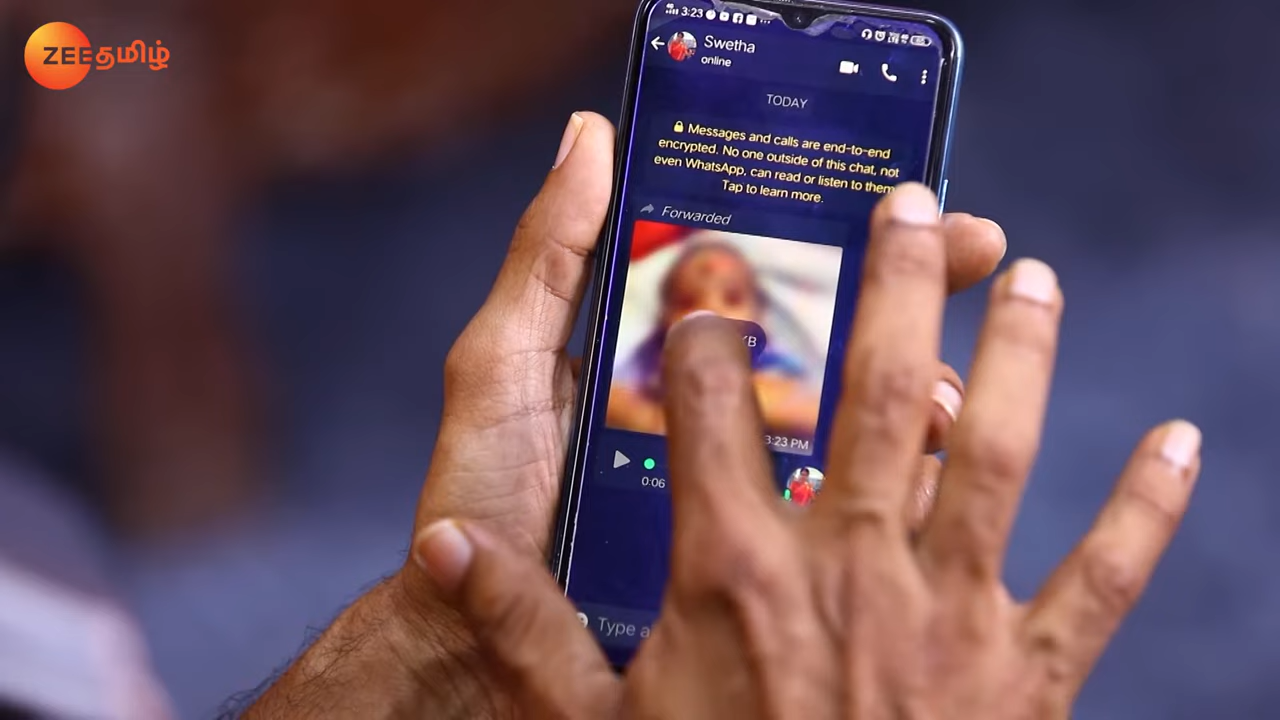 ZEEதமிழ்
3:23
Swetha
online
TODAY
Messages and calls are end-to-end
encrypted. No one outside of this chat, not
even WhatsApp, can read or listen to them
Tap to learn more.
Forwarded
KB
3:23 PM
0:06
Type a